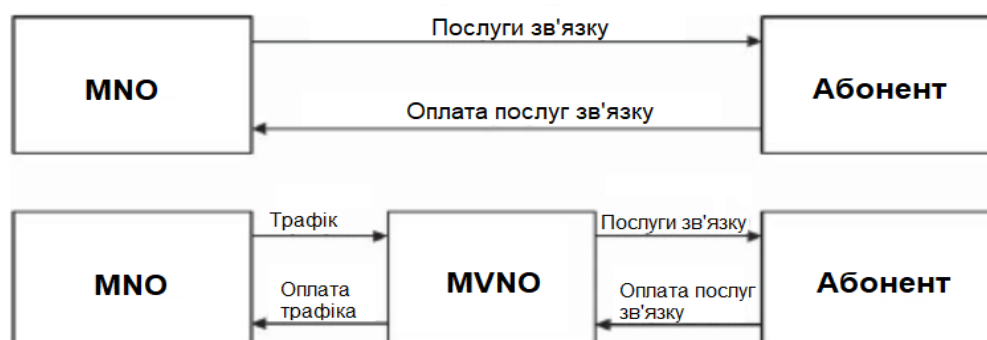 Послуги зв'язку
MNO
Абонент
Оплата послуг зв'язку
Трафік
Послуги зв'язку
MNO
MVNO
Абонент
Оплата
трафіка
Оплата послуг
зв'язку